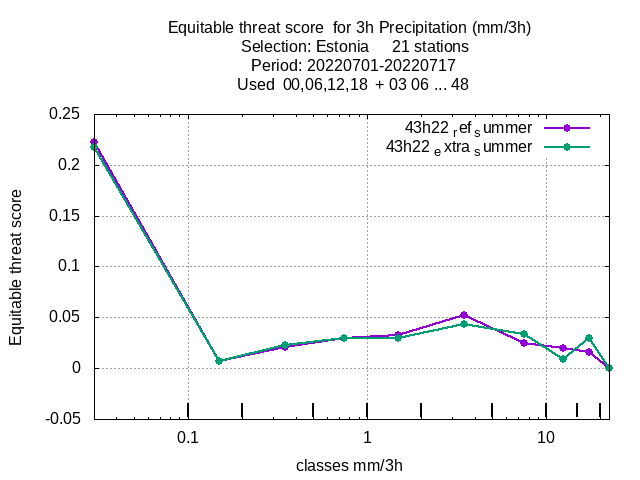 Equitable threat score for 3h Precipitation (mm/3h)
Selection: Estonia 21 stations
Period: 20220701-20220717
Used 00,06,12,18 + 03 06 ... 48
43h22 ref summer
43h22 extra summer
0.25
0.2
0.15
0.1
0.05
0
-0.05
Equitable threat score
0.1 1 10
classes mm/3h